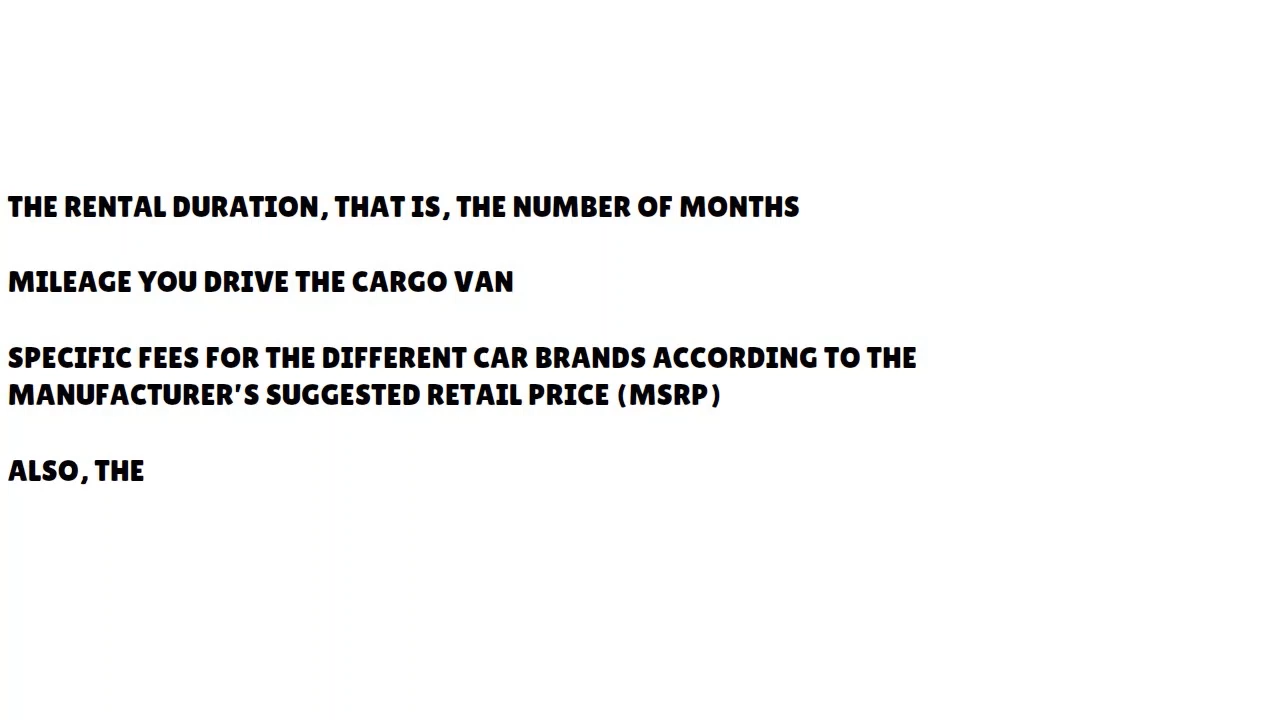 THE RENTAL DURATION, THAT IS, THE NUMBER OF MONTHS
MILEAGE YOU DRIVE THE CARGO VAN
SPECIFIC FEES FOR THE DIFFERENT CAR BRANDS ACCORDING TO THE
MANUFACTURER'S SUGGESTED RETAIL PRICE (MSRP)
ALSO, THE